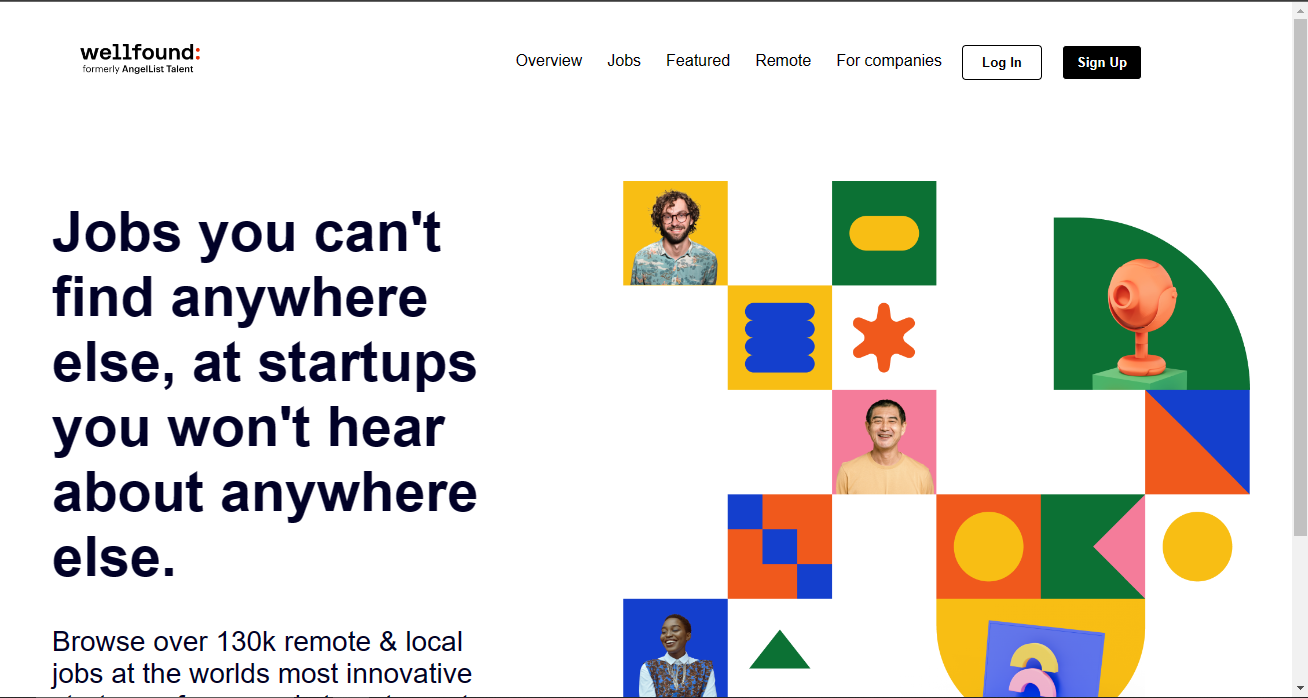 wellfound:
formerly AngelList Talent
Overview Jobs Featured Remote For companies Log In Sign Up
Jobs you can't
find anywhere
else, at startups
you won't hear
about anywhere
else.
Browse over 130k remote & local
jobs at the worlds most innovative